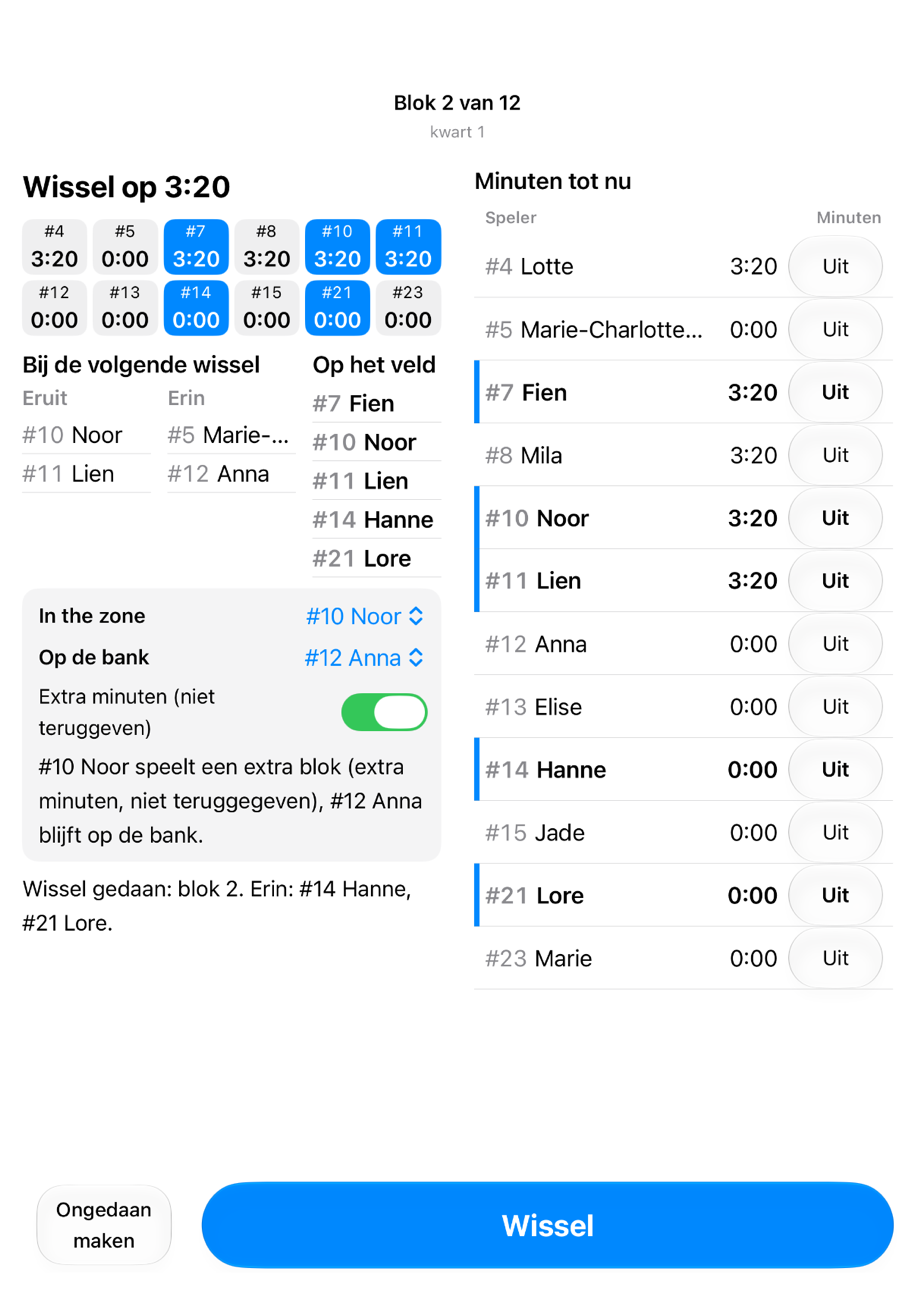 Blok 2 van 12
kwart 1
Wissel op 3:20
#4 #5 #7 #8 #10 #11
3:20 0:00 3:20 3:20 3:20 3:20
#12 #13 #14 #15 #21 #23
0:00 0:00 0:00 0:00 0:00 0:00
Bij de volgende wissel
Eruit Erin
#10 Noor #5 Marie-...
#11 Lien #12 Anna
Op het veld
#7 Fien
#10 Noor
#11 Lien
#14 Hanne
#21 Lore
In the zone #10 Noor
Op de bank #12 Anna
Extra minuten (niet
teruggeven)
#10 Noor speelt een extra blok (extra
minuten, niet teruggegeven), #12 Anna
blijft op de bank.
Wissel gedaan: blok 2. Erin: #14 Hanne,
#21 Lore.
Minuten tot nu
Speler Minuten
#4 Lotte 3:20 Uit
#5 Marie-Charlotte... 0:00 Uit
#7 Fien 3:20 Uit
#8 Mila 3:20 Uit
#10 Noor 3:20 Uit
#11 Lien 3:20 Uit
#12 Anna 0:00 Uit
#13 Elise 0:00 Uit
#14 Hanne 0:00 Uit
#15 Jade 0:00 Uit
#21 Lore 0:00 Uit
#23 Marie 0:00 Uit
Ongedaan
maken
Wissel